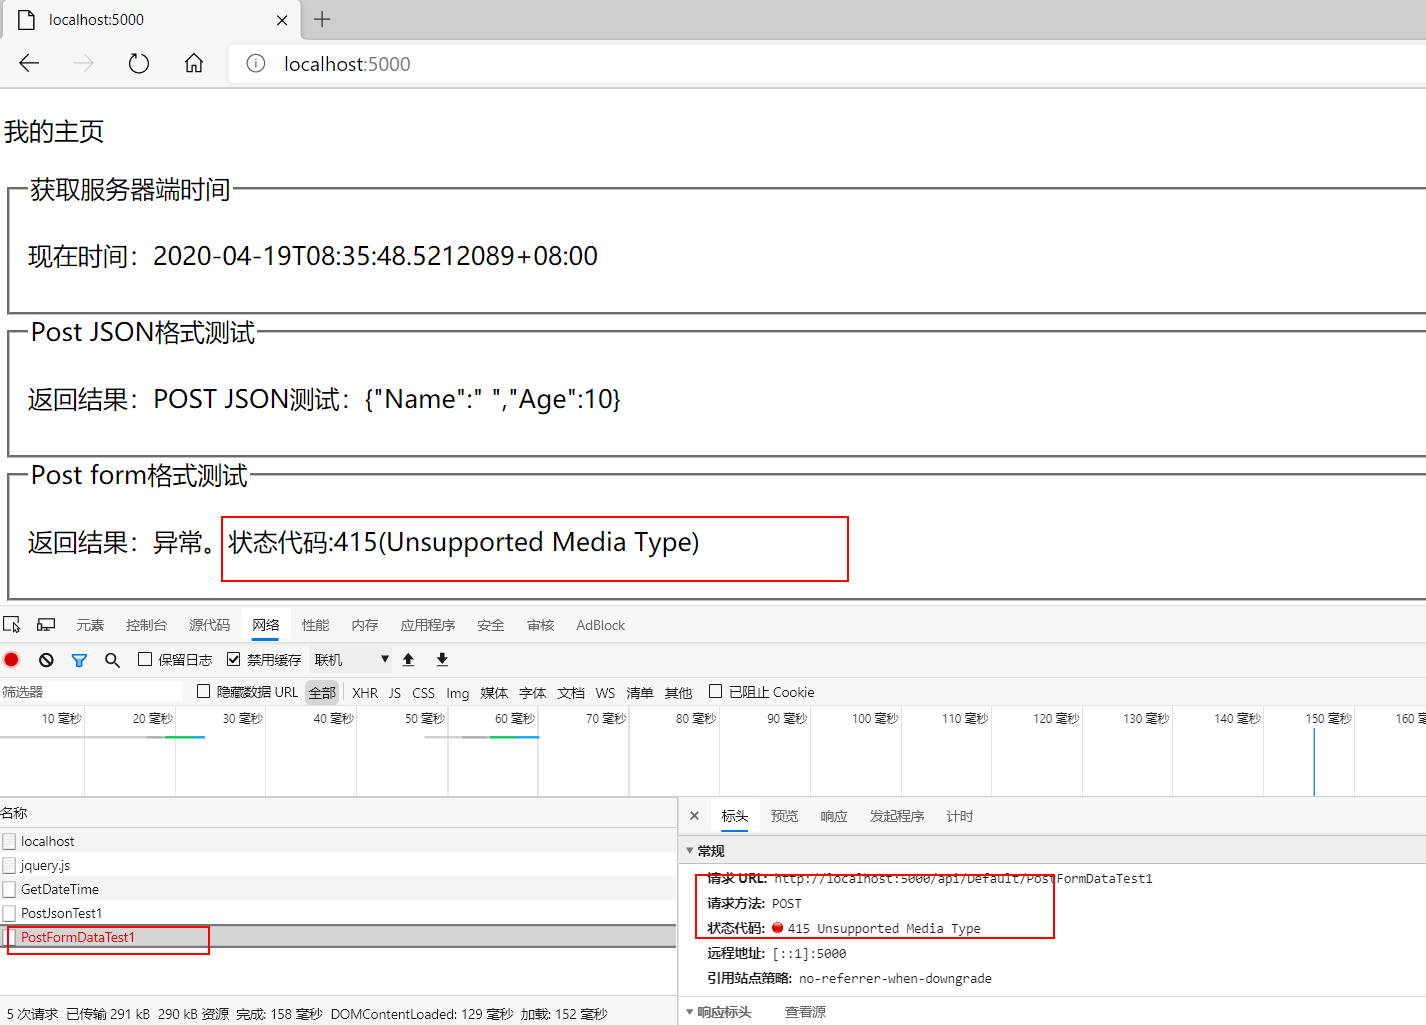 localhost:5000
localhost:5000
我的主页
获取服务器端时间
现在时间：2020-04-19T08:35:48.5212089+08:00
Post JSON格式测试
返回结果：POST JSON测试：{"Name":" ","Age":10}
Post form格式测试
返回结果：异常。状态代码:415(Unsupported Media Type)
元素 控制台 源代码 网络 性能 内存 应用程序 安全 审核 AdBlock
保留日志 禁用缓存 联机
筛选器 隐藏数据 URL 全部 XHR JS CSS Img 媒体 字体 文档 WS 清单 其他 已阻止 Cookie
10 毫秒 20 毫秒 30 毫秒 40 毫秒 50 毫秒 60 毫秒 70 毫秒 80 毫秒 90 毫秒 100 毫秒 110 毫秒 120 毫秒 130 毫秒 140 毫秒 150 毫秒 160 毫
名称
localhost
jquery.js
GetDateTime
PostJsonTest1
PostFormDataTest1
5 次请求 已传输 291 kB 290 kB 资源 完成: 158 毫秒 DOMContentLoaded: 129 毫秒 加载: 152 毫秒
标头 预览 响应 发起程序 计时
常规
请求 URL: http://localhost:5000/api/Default/PostFormDataTest1
请求方法: POST
状态代码: 415 Unsupported Media Type
远程地址: [::1]:5000
引用站点策略: no-referrer-when-downgrade
响应标头 查看源